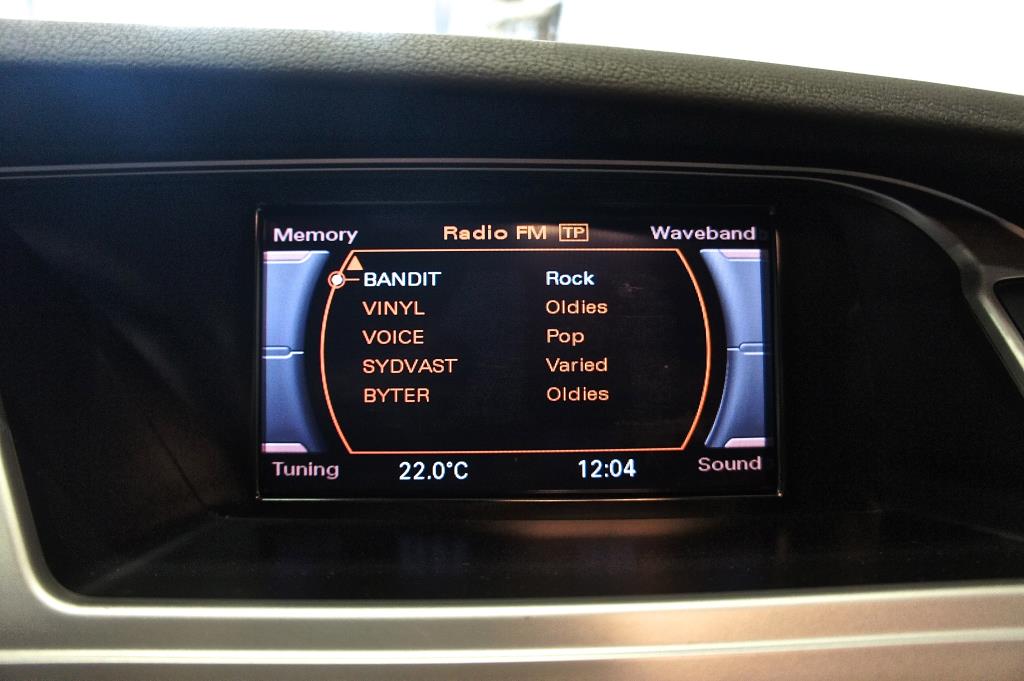 Memory Radio FM TP Waveband
BANDIT Rock
VINYL Oldies
VOICE Pop
SYDVAST Varied
BYTER Oldies
Tuning 22.0°C 12:04 Sound